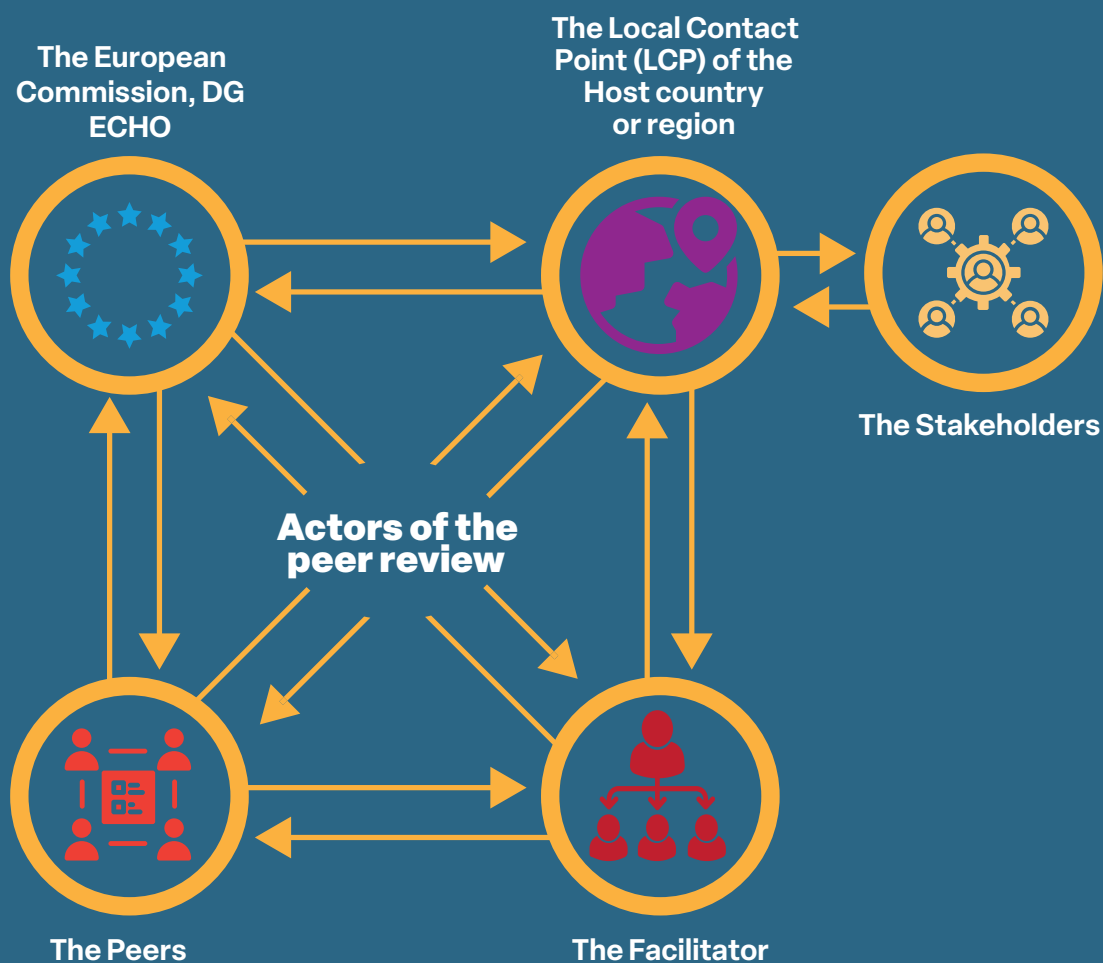 The European
Commission, DG
ECHO
The Local Contact
Point (LCP) of the
Host country
or region
The Stakeholders
Actors of the
peer review
The Peers
The Facilitator